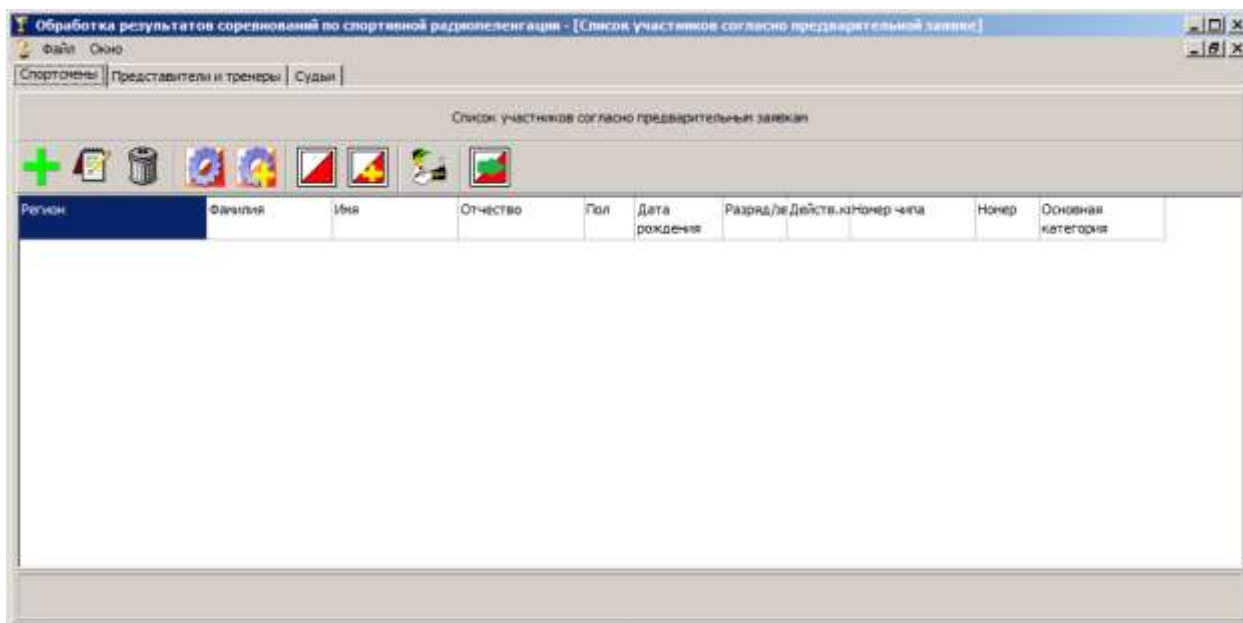 Обработка результатов соревнований по спортивной радиопеленгации - [Список участников согласно предварительной заявке]
Файл Окно
Спортсмены Представители и тренеры Судьи
Список участников согласно предварительным заявкам
Регион Фамилия Имя Отчество Пол Дата рождения Разряд/зв Действ.ко Номер чипа Номер Основная категория